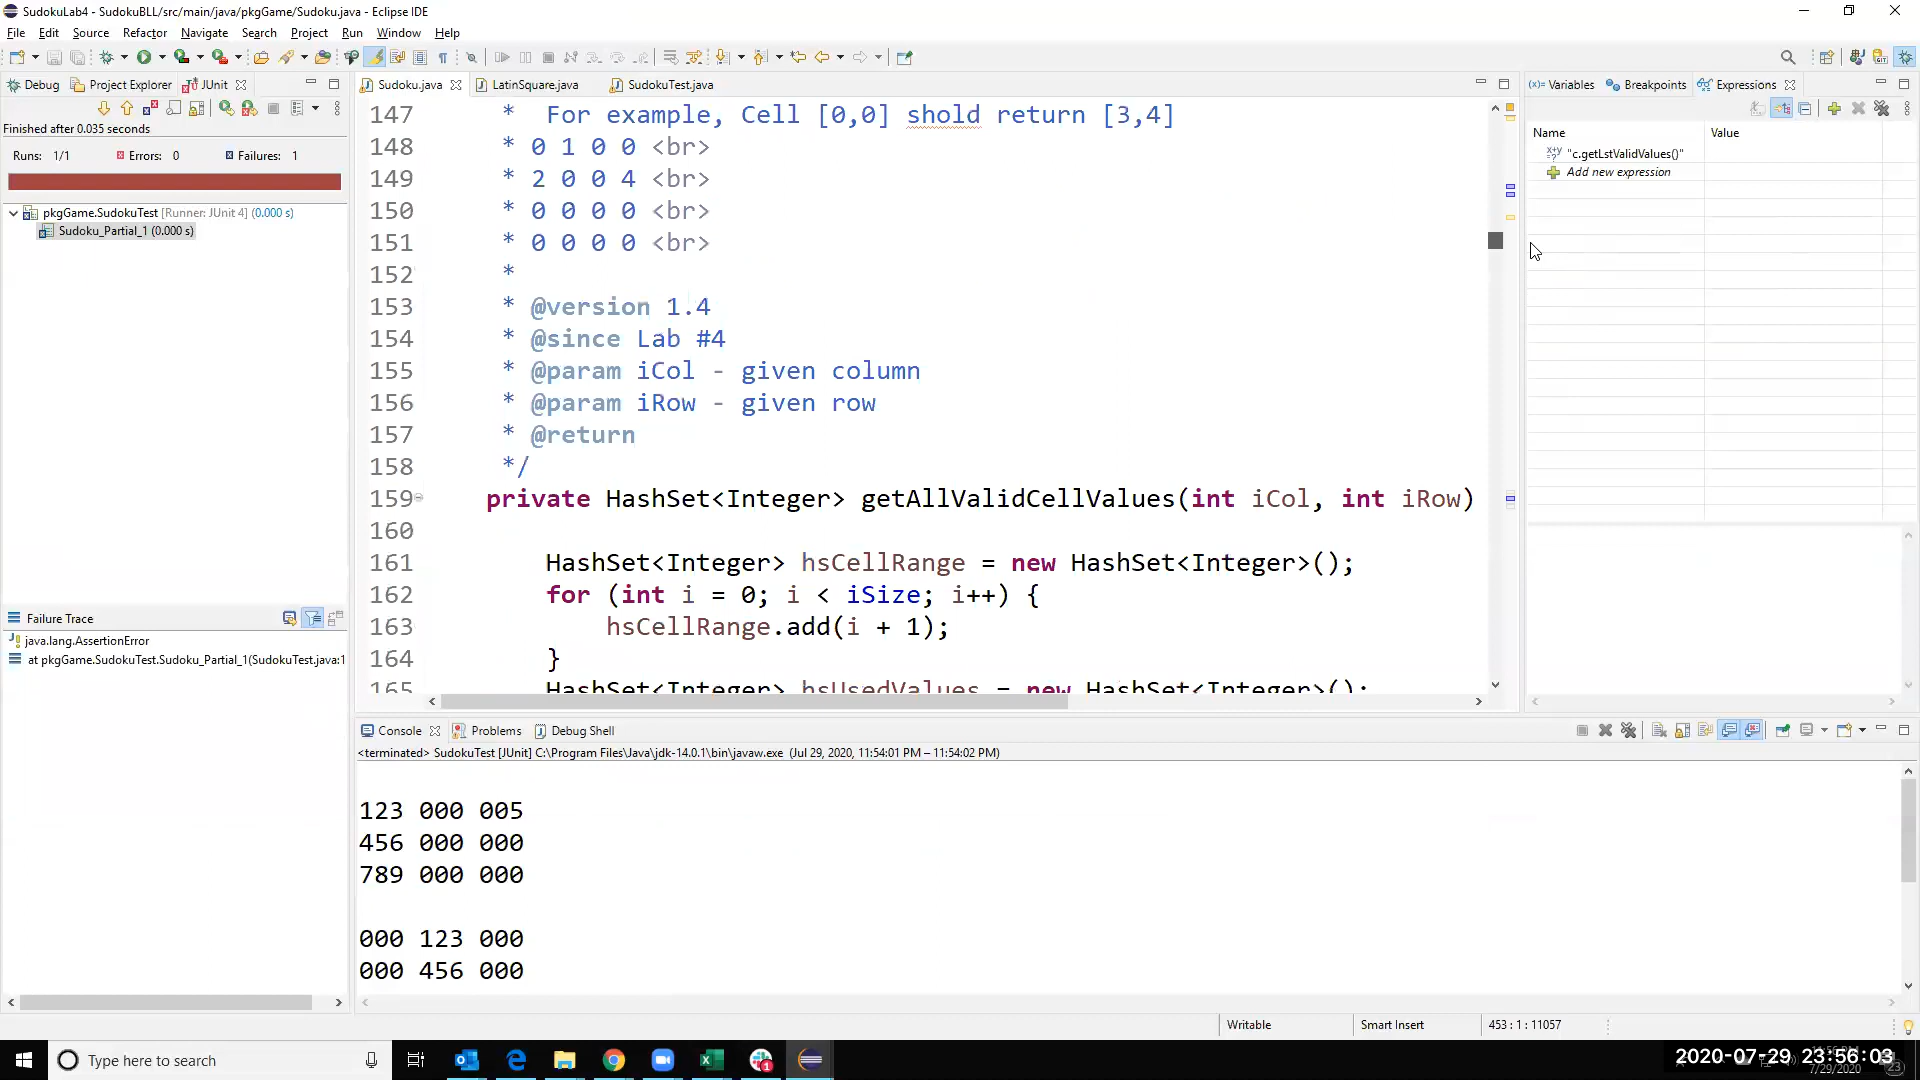 SudokuLab4 - SudokuBLL/src/main/java/pkgGame/Sudoku.java - Eclipse IDE
File Edit Source Refactor Navigate Search Project Run Window Help
Debug Project Explorer JUnit
Finished after 0.035 seconds
Runs: 1/1 Errors: 0 Failures: 1
pkgGame.SudokuTest [Runner: JUnit 4] (0.000 s)
Sudoku_Partial_1 (0.000 s)
Failure Trace
java.lang.AssertionError
at pkgGame.SudokuTest.Sudoku_Partial_1(SudokuTest.java:1
Sudoku.java LatinSquare.java SudokuTest.java
147 * For example, Cell [0,0] shold return [3,4]
148 * 0 1 0 0 <br>
149 * 2 0 0 4 <br>
150 * 0 0 0 0 <br>
151 * 0 0 0 0 <br>
152 *
153 * @version 1.4
154 * @since Lab #4
155 * @param iCol - given column
156 * @param iRow - given row
157 * @return
158 */
159 private HashSet<Integer> getAllValidCellValues(int iCol, int iRow)
160
161 HashSet<Integer> hsCellRange = new HashSet<Integer>();
162 for (int i = 0; i < iSize; i++) {
163 hsCellRange.add(i + 1);
164 }
165 HashSet<Integer> hsUsedValues = new HashSet<Integer>();
Variables Breakpoints Expressions
Name Value
"c.getLstValidValues()"
Add new expression
Console Problems Debug Shell
<terminated> SudokuTest [JUnit] C:\Program Files\Java\jdk-14.0.1\bin\javaw.exe (Jul 29, 2020, 11:54:01 PM – 11:54:02 PM)
123 000 005
456 000 000
789 000 000
000 123 000
000 456 000
Writable Smart Insert 453 : 1 : 11057
Type here to search
2020-07-29 23:56:03
7/29/2020